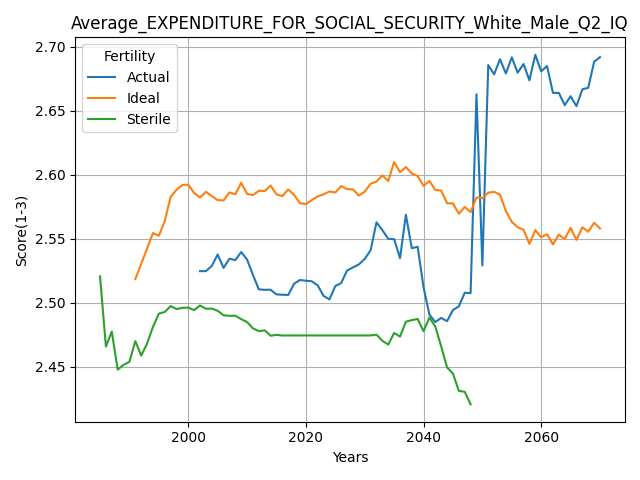 Average_EXPENDITURE_FOR_SOCIAL_SECURITY_White_Male_Q2_IQ
Fertility
Actual
Ideal
Sterile
2.70
2.65
2.60
2.55
2.50
2.45
Score(1-3)
2000
2020
2040
2060
Years